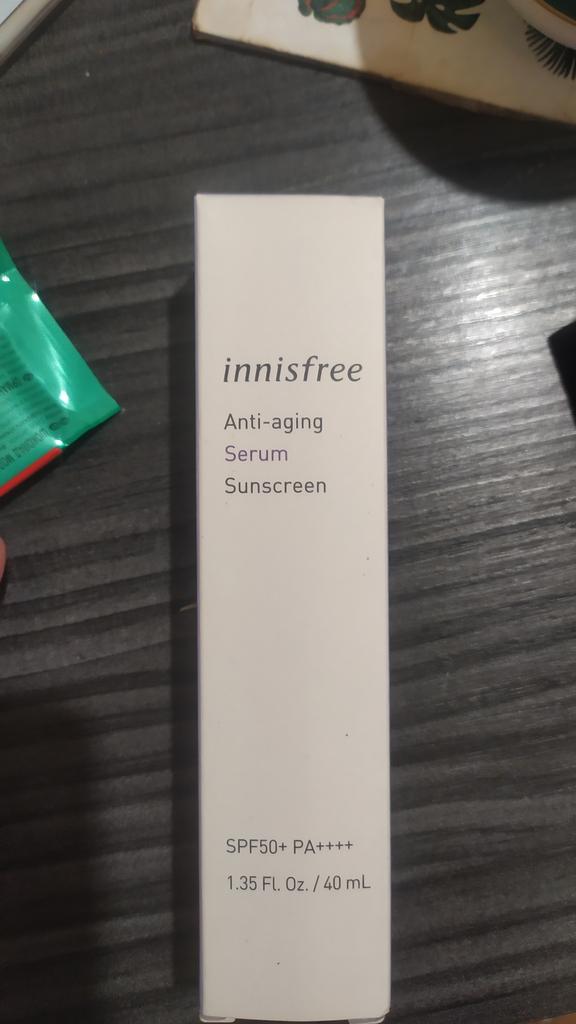 innisfree
Anti-aging
Serum
Sunscreen
SPF50+ PA++++
1.35 Fl. Oz. / 40 mL